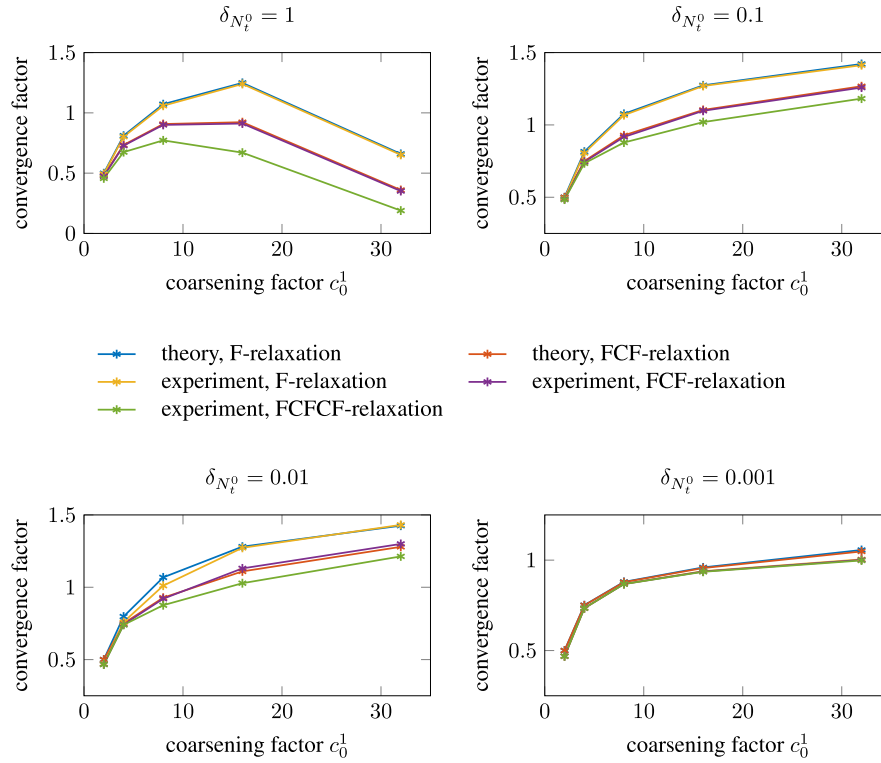 δ_{N_t^0} = 1
1.5
1
0.5
0
0
10
20
30
convergence factor
coarsening factor c_0^1
δ_{N_t^0} = 0.1
1.5
1
0.5
0
10
20
30
convergence factor
coarsening factor c_0^1
theory, F-relaxation
theory, FCF-relaxtion
experiment, F-relaxation
experiment, FCF-relaxation
experiment, FCFCF-relaxation
δ_{N_t^0} = 0.01
1.5
1
0.5
0
10
20
30
convergence factor
coarsening factor c_0^1
δ_{N_t^0} = 0.001
1
0.5
0
10
20
30
convergence factor
coarsening factor c_0^1